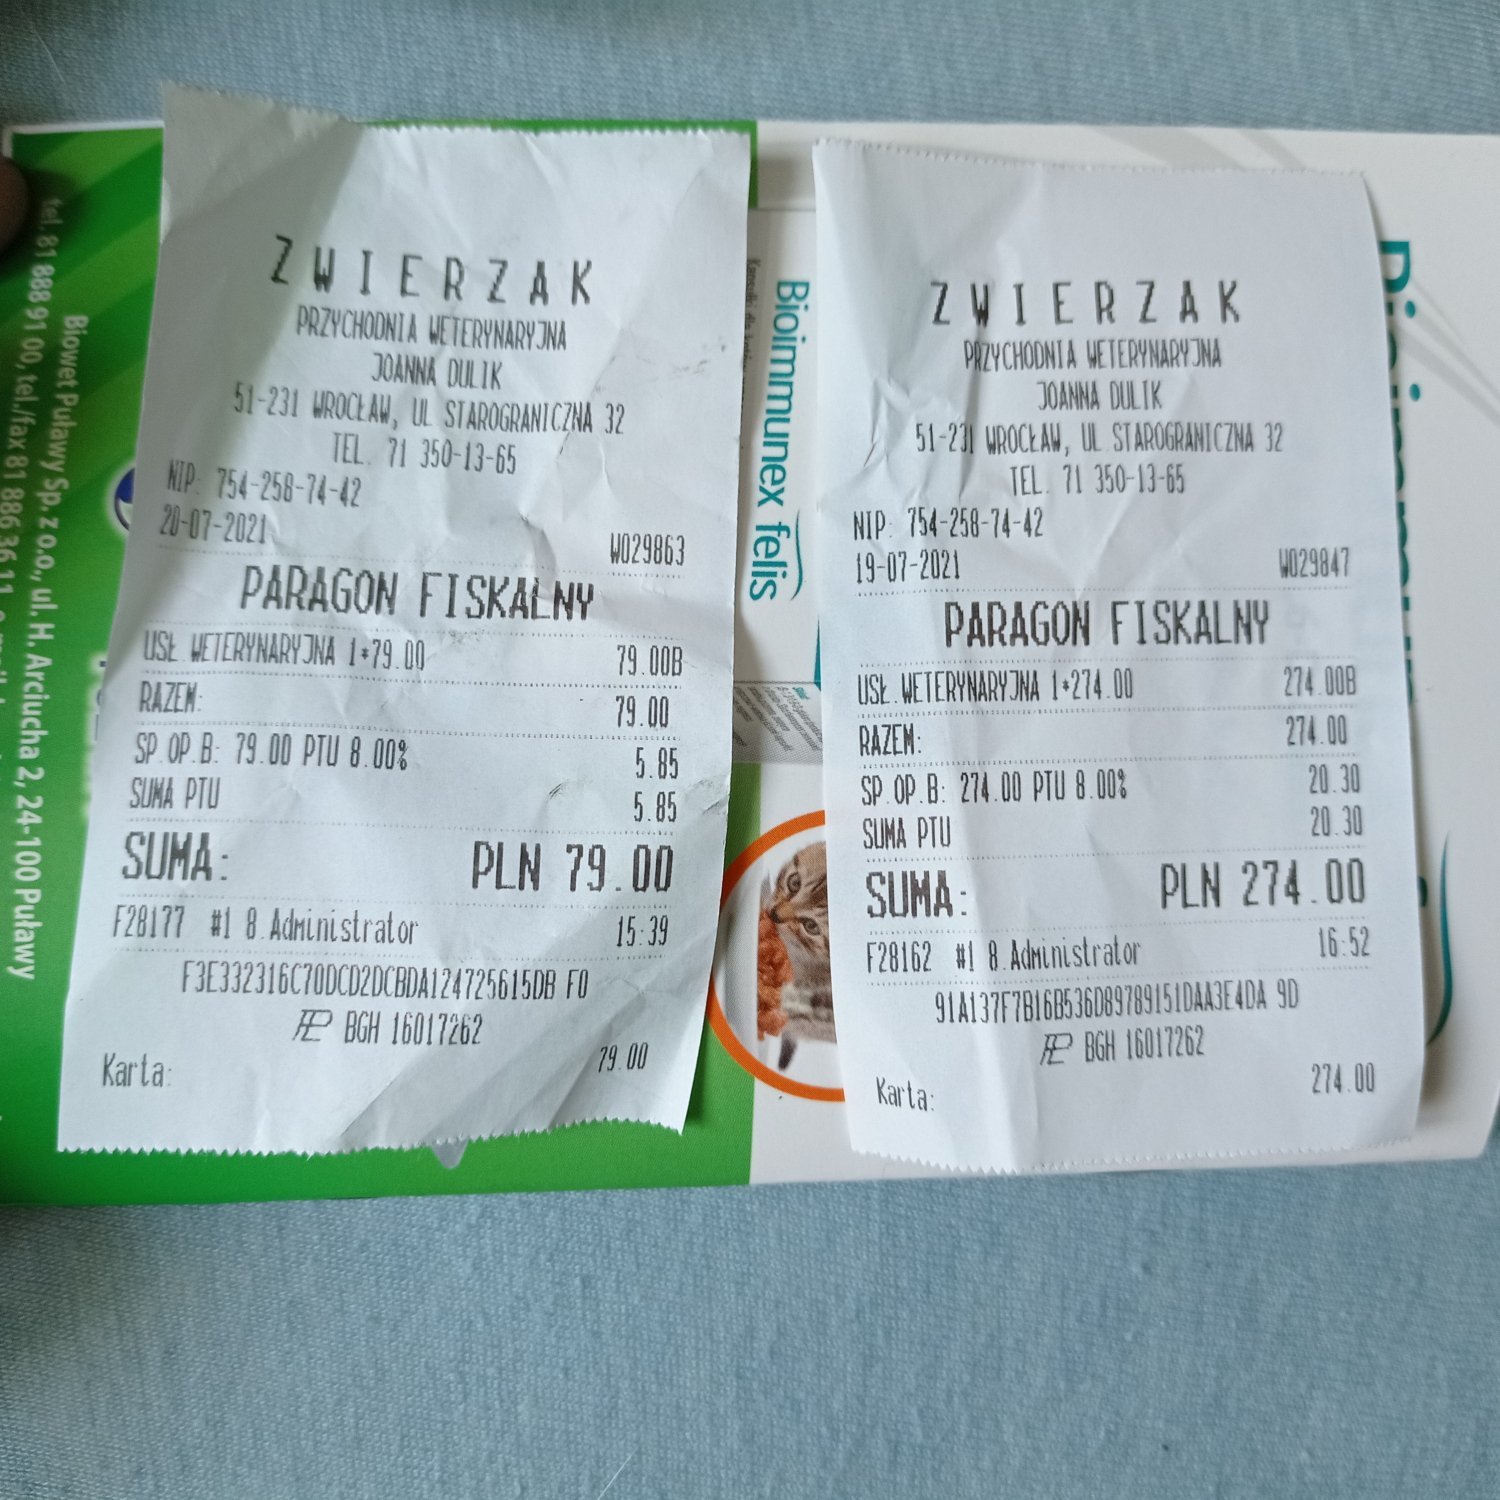 Z W I E R Z A K
PRZYCHODNIA WETERYNARYJNA
JOANNA DULIK
51-231 WROCŁAW, UL STAROGRANICZNA 32
TEL. 71 350-13-65
NIP: 754-258-74-42
20-07-2021 W029863
PARAGON FISKALNY
USŁ.WETERYNARYJNA 1*79.00 79.00B
RAZEM: 79.00
SP.OP.B: 79.00 PTU 8.00% 5.85
SUMA PTU 5.85
SUMA: PLN 79.00
F28177 #1 8.Administrator 15:39
F3E332316C70DCD2DCBDA124725615DB F0
BGH 16017262
Karta: 79.00
Z W I E R Z A K
PRZYCHODNIA WETERYNARYJNA
JOANNA DULIK
51-231 WROCŁAW, UL.STAROGRANICZNA 32
TEL. 71 350-13-65
NIP: 754-258-74-42
19-07-2021 W029847
PARAGON FISKALNY
USŁ.WETERYNARYJNA 1*274.00 274.00B
RAZEM: 274.00
SP.OP.B: 274.00 PTU 8.00% 20.30
SUMA PTU 20.30
SUMA: PLN 274.00
F28162 #1 8.Administrator 16:52
91A137F7B16B536D89789151DAA3E4DA 9D
BGH 16017262
Karta: 274.00
Bioimmunex felis
Biowet Puławy Sp. z o.o., ul. H. Arciucha 2, 24-100 Puławy
tel. 81 888 91 00, tel./fax 81 886 36 11